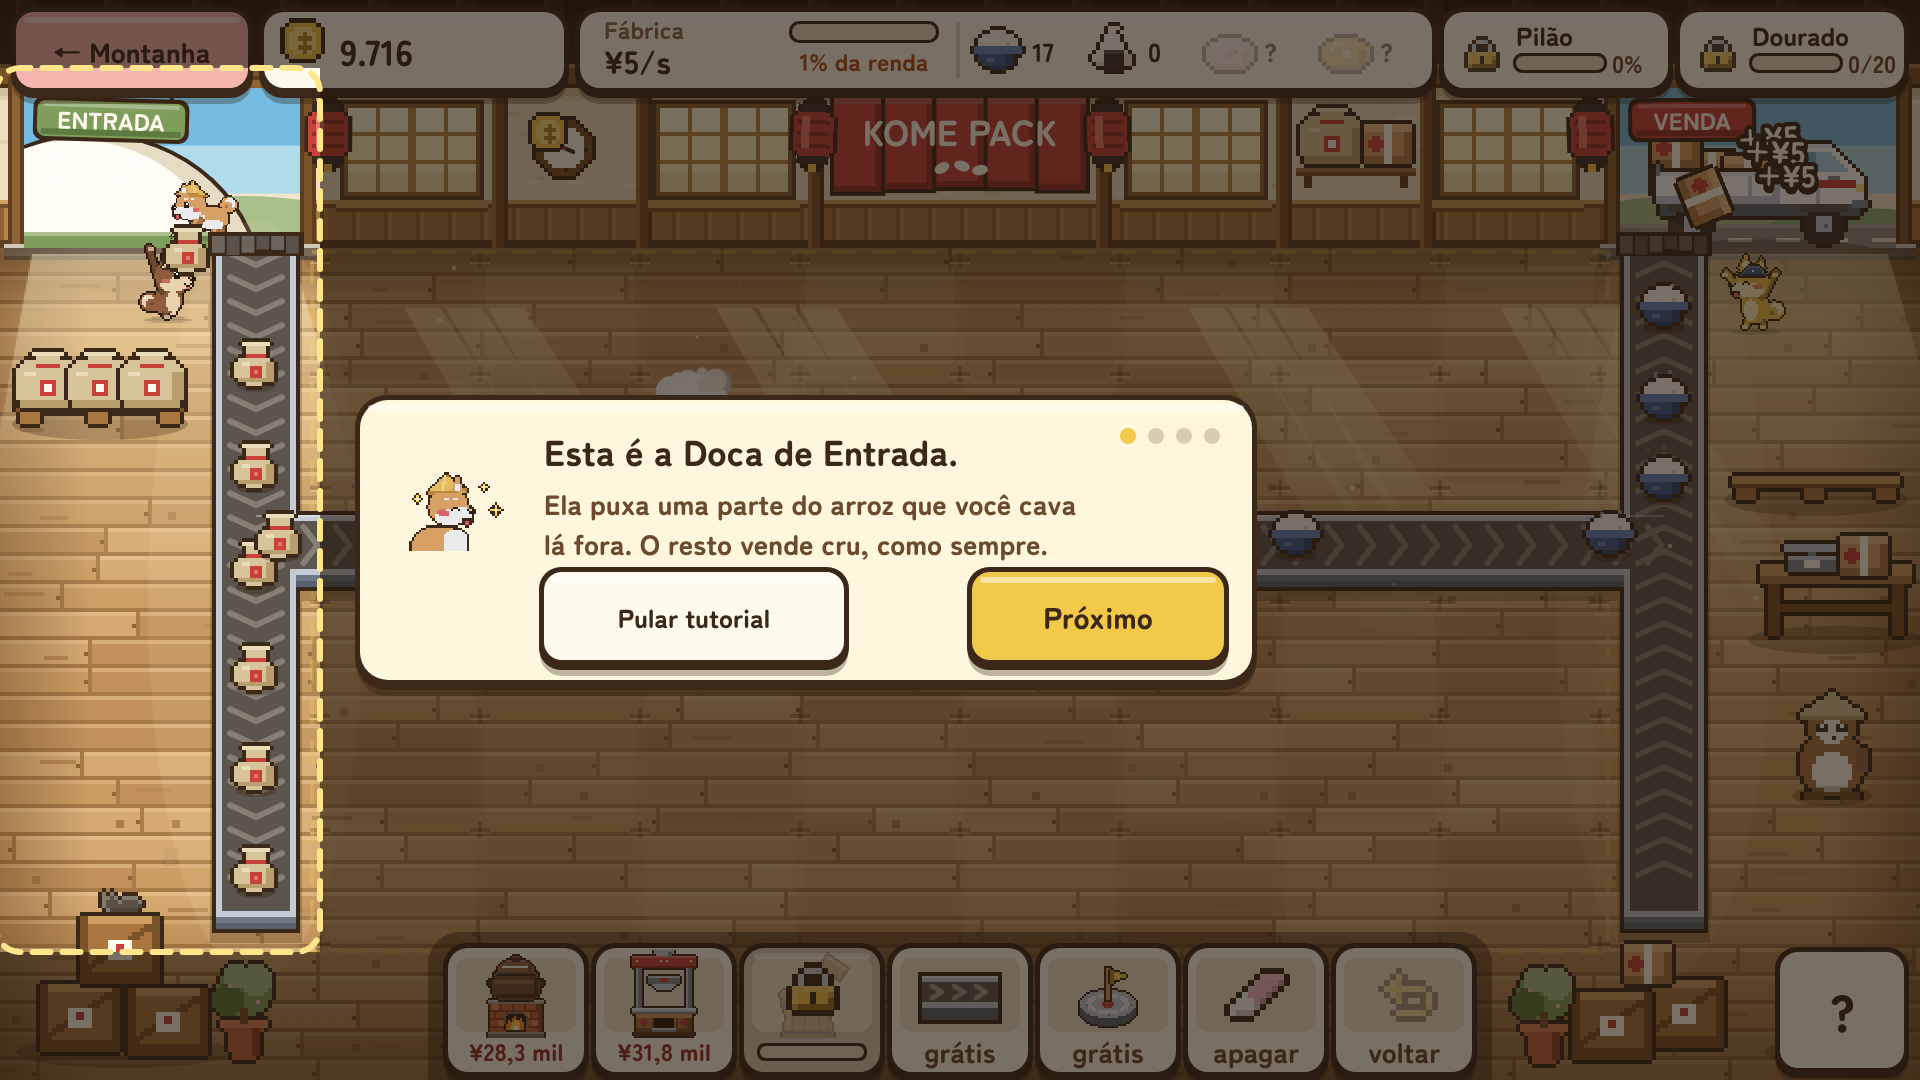 ← Montanha
9.716
Fábrica
¥5/s
1% da renda
17
0
?
?
Pilão
0%
Dourado
0/20
ENTRADA
KOME PACK
VENDA
+¥5
+¥5
+¥5
Esta é a Doca de Entrada.
Ela puxa uma parte do arroz que você cava
lá fora. O resto vende cru, como sempre.
Pular tutorial
Próximo
¥28,3 mil
¥31,8 mil
grátis
grátis
apagar
voltar
?